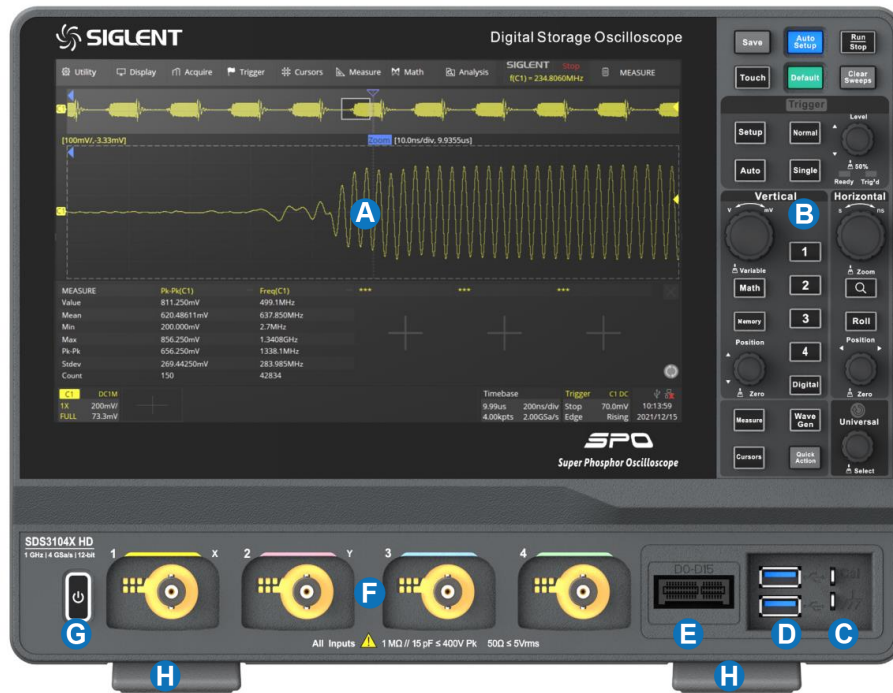 SIGLENT
Digital Storage Oscilloscope
Utility Display Acquire Trigger Cursors Measure Math Analysis SIGLENT Stop MEASURE
f(C1) = 234.8060MHz
C1
[100mV/,-3.33mV] Zoom [10.0ns/div, 9.9355us]
C1
A
MEASURE Pk-Pk(C1) Freq(C1) *** *** ***
Value 811.250mV 499.1MHz
Mean 620.48611mV 637.850MHz
Min 200.000mV 2.7MHz
Max 856.250mV 1.3408GHz
Pk-Pk 656.250mV 1338.1MHz
Stdev 269.44250mV 283.985MHz
Count 150 42834
C1 DC1M Timebase Trigger C1 DC
1X 200mV/ 9.99us 200ns/div Stop 70.0mV 10:13:59
FULL 73.3mV 4.00kpts 2.00GSa/s Edge Rising 2021/12/15
SPO
Super Phosphor Oscilloscope
Save
Auto
Setup
Run
Stop
Touch
Default
Clear
Sweeps
Trigger
Setup
Normal
Level
50%
Auto
Single
Ready Trig'd
Vertical
B
Horizontal
V mV
s ns
1
Variable
Zoom
Math
2
Memory
3
Roll
Position
4
Position
Zero
Digital
Zero
Measure
Wave
Gen
Universal
Cursors
Quick
Action
Select
SDS3104X HD
1 GHz | 4 GSa/s | 12-bit
1 X 2 Y 3 4
D0-D15
Cal
F
G
E
D
C
All Inputs 1 MΩ // 15 pF ≤ 400V Pk 50Ω ≤ 5Vrms
H
H